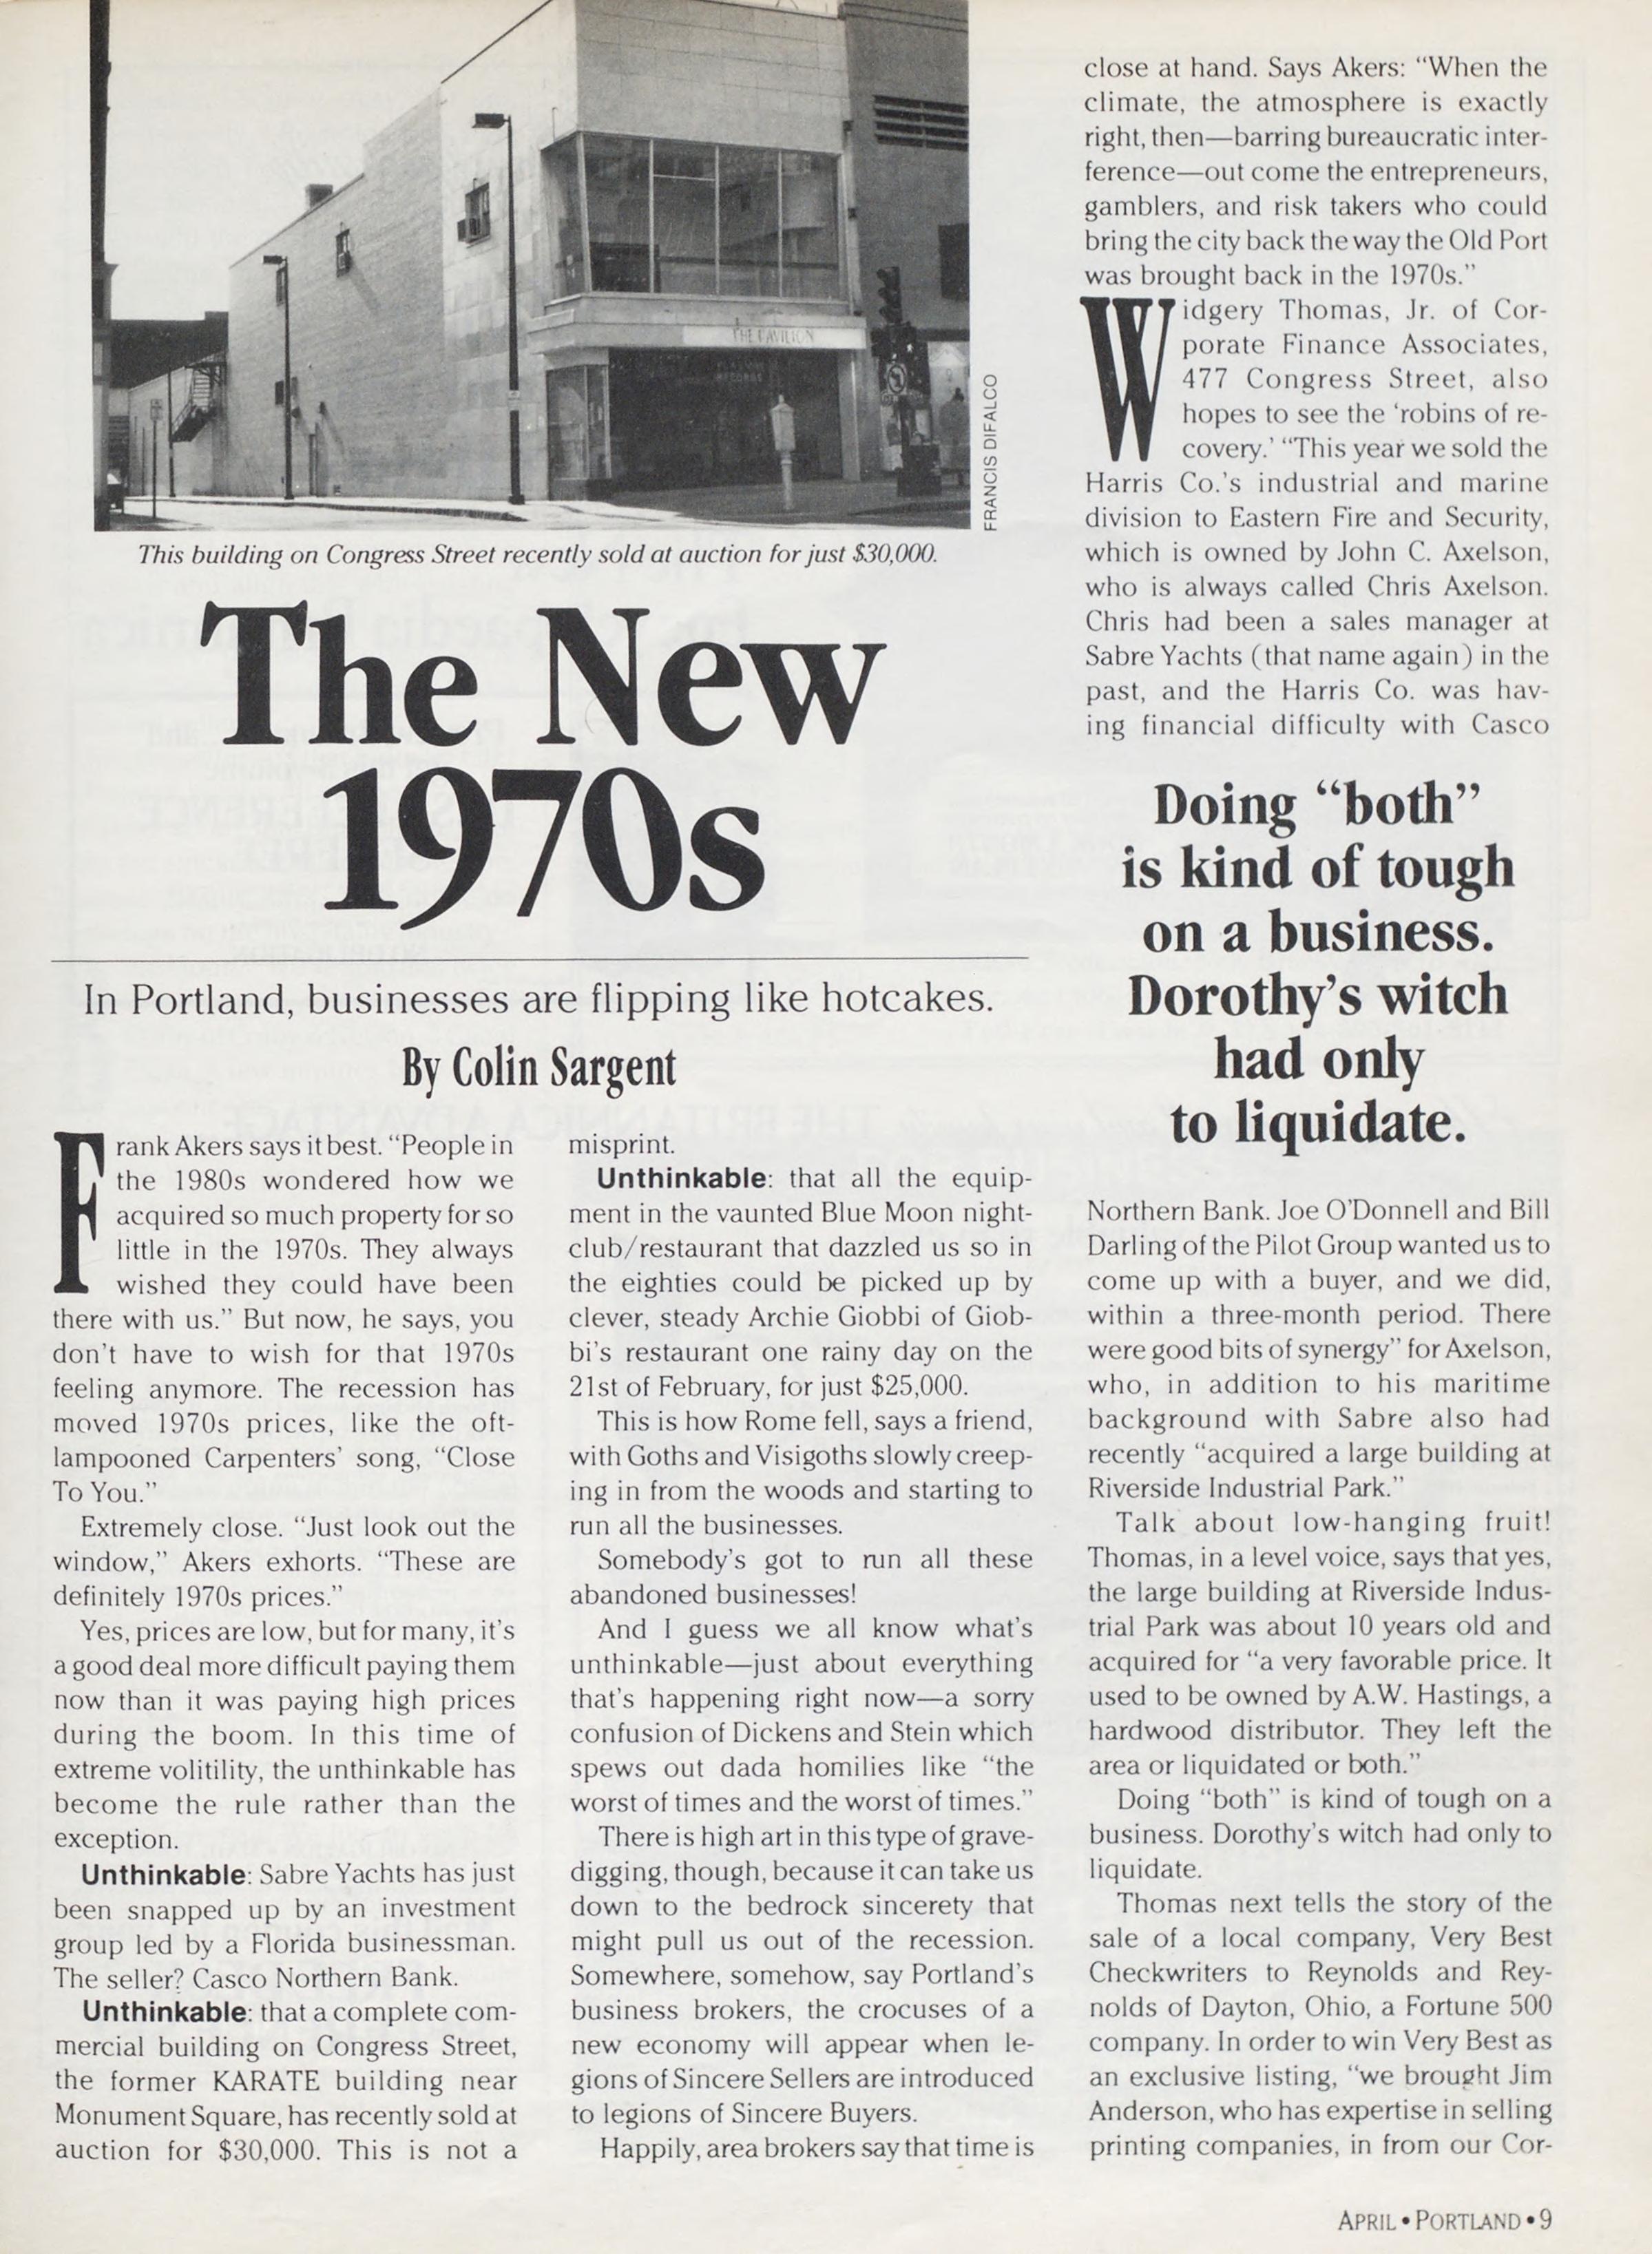 THE PAVILION
FRANCIS DIFALCO
This building on Congress Street recently sold at auction for just $30,000.
The New
1970s
In Portland, businesses are flipping like hotcakes.
By Colin Sargent
Frank Akers says it best. “People in
the 1980s wondered how we
acquired so much property for so
little in the 1970s. They always
wished they could have been
there with us.” But now, he says, you
don't have to wish for that 1970s
feeling anymore. The recession has
moved 1970s prices, like the oft-
lampooned Carpenters' song, “Close
To You.”
Extremely close. “Just look out the
window,” Akers exhorts. “These are
definitely 1970s prices.”
Yes, prices are low, but for many, it's
a good deal more difficult paying them
now than it was paying high prices
during the boom. In this time of
extreme volitility, the unthinkable has
become the rule rather than the
exception.
Unthinkable: Sabre Yachts has just
been snapped up by an investment
group led by a Florida businessman.
The seller? Casco Northern Bank.
Unthinkable: that a complete com-
mercial building on Congress Street,
the former KARATE building near
Monument Square, has recently sold at
auction for $30,000. This is not a
misprint.
Unthinkable: that all the equip-
ment in the vaunted Blue Moon night-
club/restaurant that dazzled us so in
the eighties could be picked up by
clever, steady Archie Giobbi of Giob-
bi's restaurant one rainy day on the
21st of February, for just $25,000.
This is how Rome fell, says a friend,
with Goths and Visigoths slowly creep-
ing in from the woods and starting to
run all the businesses.
Somebody's got to run all these
abandoned businesses!
And I guess we all know what's
unthinkable—just about everything
that's happening right now—a sorry
confusion of Dickens and Stein which
spews out dada homilies like “the
worst of times and the worst of times.”
There is high art in this type of grave-
digging, though, because it can take us
down to the bedrock sincerety that
might pull us out of the recession.
Somewhere, somehow, say Portland's
business brokers, the crocuses of a
new economy will appear when le-
gions of Sincere Sellers are introduced
to legions of Sincere Buyers.
Happily, area brokers say that time is
close at hand. Says Akers: “When the
climate, the atmosphere is exactly
right, then—barring bureaucratic inter-
ference—out come the entrepreneurs,
gamblers, and risk takers who could
bring the city back the way the Old Port
was brought back in the 1970s.”
Widgery Thomas, Jr. of Cor-
porate Finance Associates,
477 Congress Street, also
hopes to see the ‘robins of re-
covery.’ “This year we sold the
Harris Co.'s industrial and marine
division to Eastern Fire and Security,
which is owned by John C. Axelson,
who is always called Chris Axelson.
Chris had been a sales manager at
Sabre Yachts (that name again) in the
past, and the Harris Co. was hav-
ing financial difficulty with Casco
Doing “both”
is kind of tough
on a business.
Dorothy's witch
had only
to liquidate.
Northern Bank. Joe O'Donnell and Bill
Darling of the Pilot Group wanted us to
come up with a buyer, and we did,
within a three-month period. There
were good bits of synergy” for Axelson,
who, in addition to his maritime
background with Sabre also had
recently “acquired a large building at
Riverside Industrial Park.”
Talk about low-hanging fruit!
Thomas, in a level voice, says that yes,
the large building at Riverside Indus-
trial Park was about 10 years old and
acquired for “a very favorable price. It
used to be owned by A.W. Hastings, a
hardwood distributor. They left the
area or liquidated or both.”
Doing “both” is kind of tough on a
business. Dorothy's witch had only to
liquidate.
Thomas next tells the story of the
sale of a local company, Very Best
Checkwriters to Reynolds and Rey-
nolds of Dayton, Ohio, a Fortune 500
company. In order to win Very Best as
an exclusive listing, “we brought Jim
Anderson, who has expertise in selling
printing companies, in from our Cor-
APRIL • PORTLAND • 9